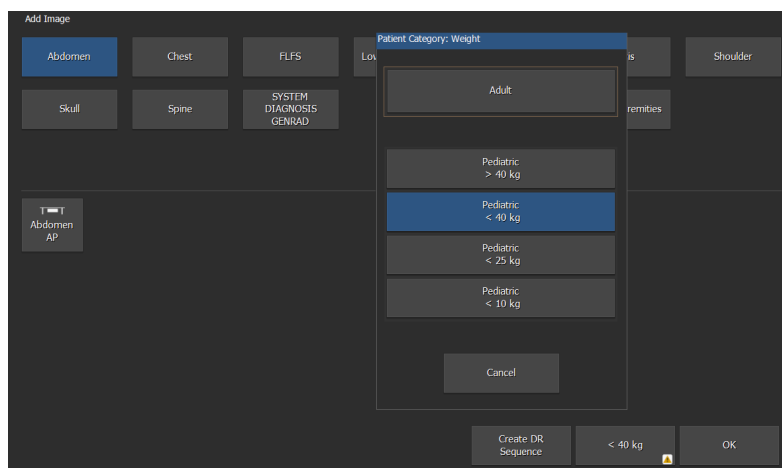 Add Image
Patient Category: Weight
Abdomen
Chest
FLFS
Lo
is
Shoulder
Adult
Skull
Spine
SYSTEM
DIAGNOSIS
GENRAD
remities
Pediatric
> 40 kg
Pediatric
< 40 kg
Pediatric
< 25 kg
Pediatric
< 10 kg
Abdomen
AP
Cancel
Create DR
Sequence
< 40 kg
OK